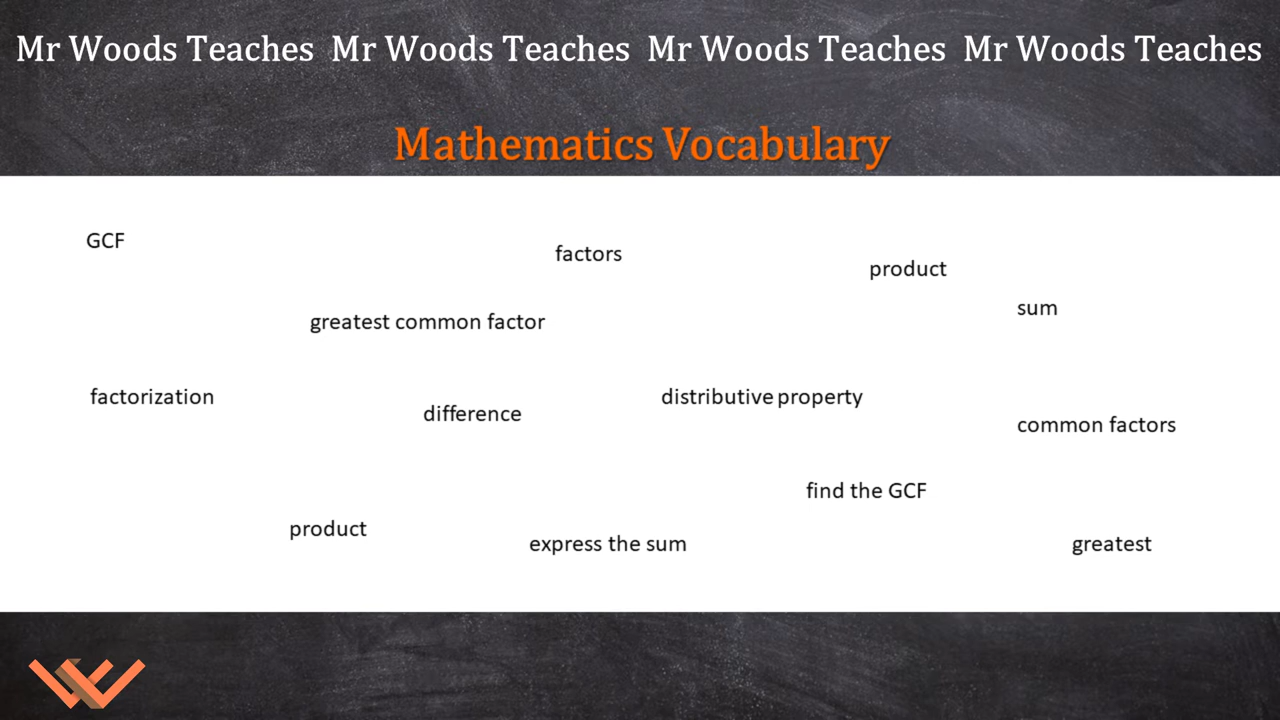 Mr Woods Teaches Mr Woods Teaches Mr Woods Teaches Mr Woods Teaches
Mathematics Vocabulary
GCF
factors
product
sum
greatest common factor
factorization
difference
distributive property
common factors
find the GCF
product
express the sum
greatest